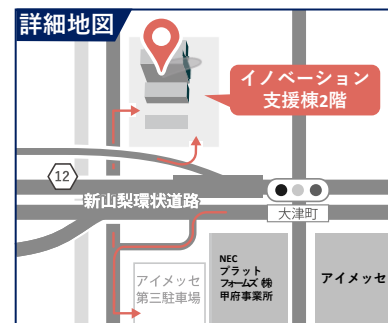 詳細地図
イノベーション
支援棟2階
12
新山梨環状道路
大津町
NEC
プラット
フォームズ ㈱
甲府事業所
アイメッセ
第三駐車場
アイメッセ